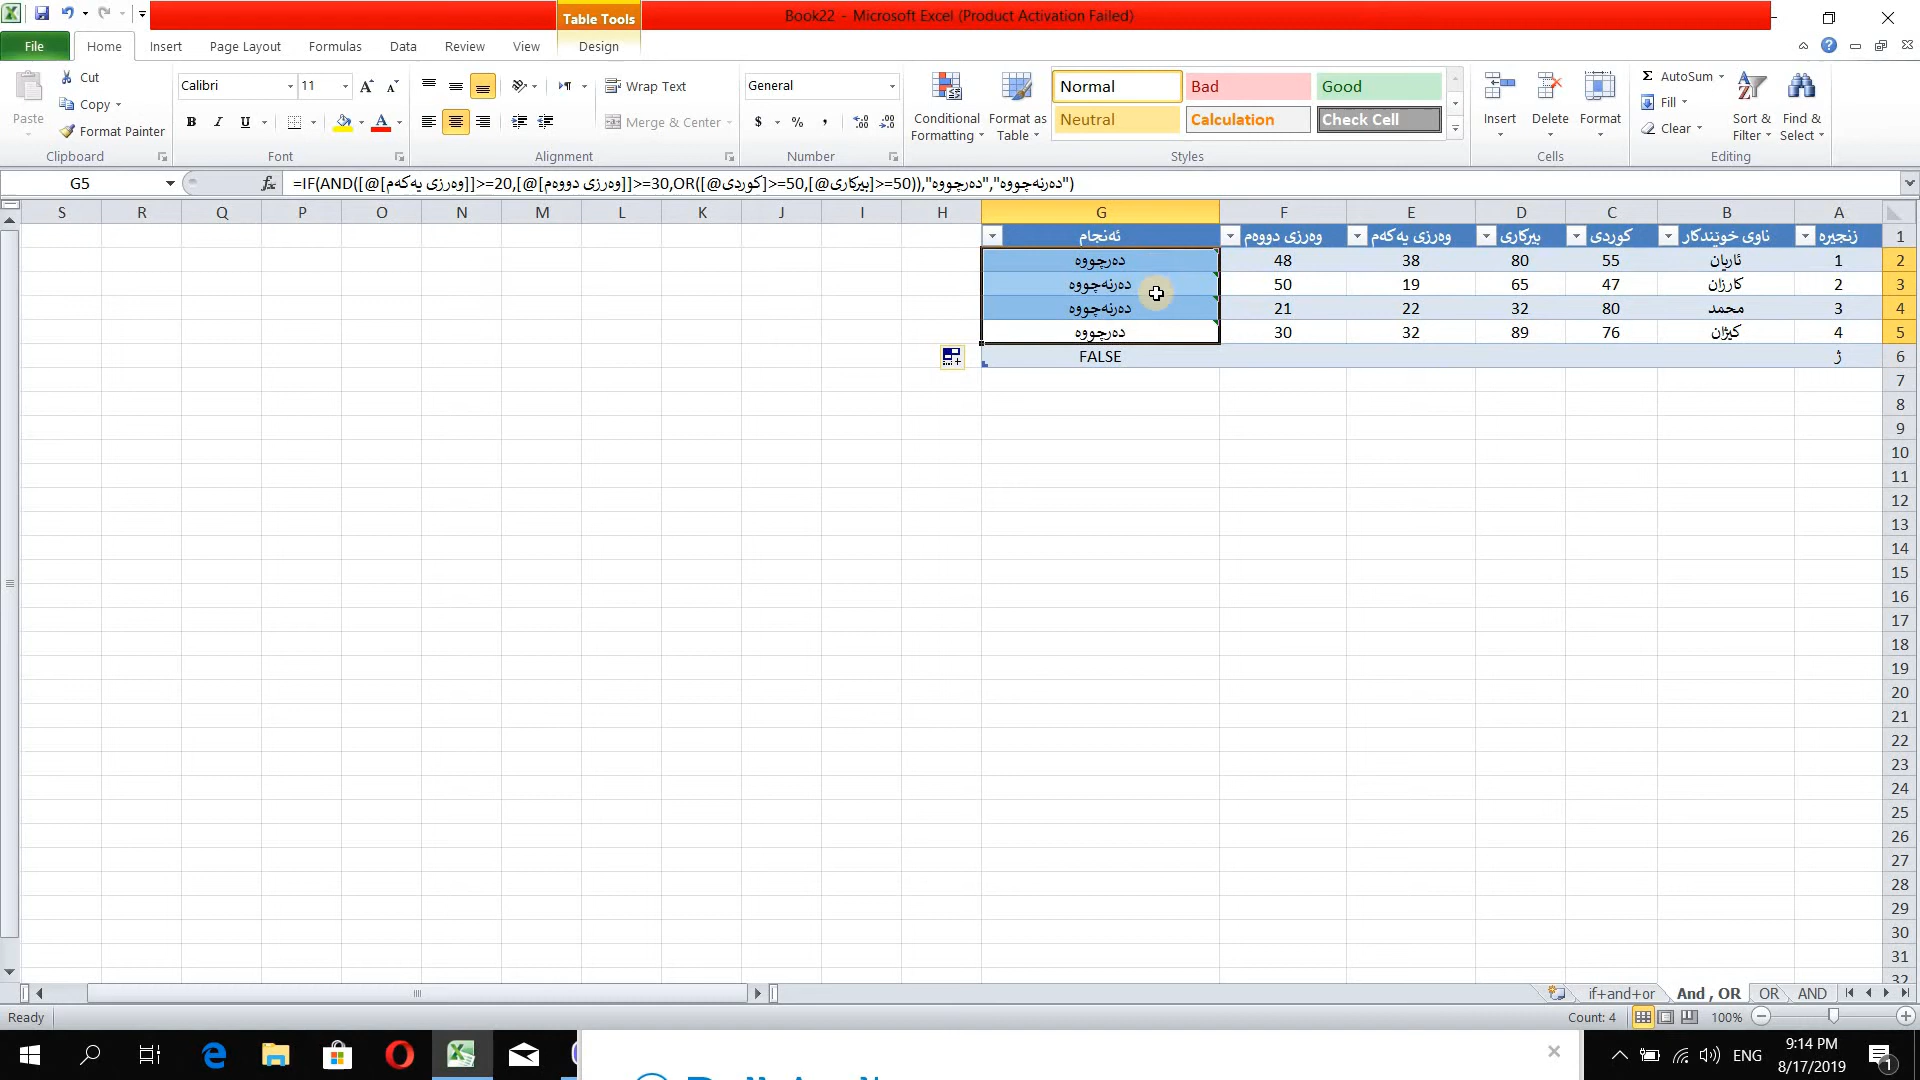 Book22 - Microsoft Excel (Product Activation Failed)
Table Tools
File Home Insert Page Layout Formulas Data Review View Design
Paste
Cut
Copy
Format Painter
Clipboard
Calibri 11
Font
Wrap Text
Merge & Center
Alignment
General
Number
Conditional Formatting
Format as Table
Normal Bad Good
Neutral Calculation Check Cell
Styles
Insert Delete Format
Cells
AutoSum
Fill
Clear
Sort & Filter
Find & Select
Editing
G5
=IF(AND([@[وەرزی یەکەم]]>=20,[@[وەرزی دووەم]]>=30,OR([@کوردی]>=50,[@بیرکاری]>=50)),"دەرچووە","دەرنەچووە")
S R Q P O N M L K J I H G F E D C B A
زنجیرە ناوی خوێندکار کوردی بیرکاری وەرزی یەکەم وەرزی دووەم ئەنجام 1
1 ئاریان 55 80 38 48 دەرچووە 2
2 کارزان 47 65 19 50 دەرنەچووە 3
3 محمد 80 32 22 21 دەرنەچووە 4
4 کیژان 76 89 32 30 دەرچووە 5
ژ FALSE 6
7
8
9
10
11
12
13
14
15
16
17
18
19
20
21
22
23
24
25
26
27
28
29
30
31
32
if+and+or And , OR OR AND
Ready
Count: 4
100%
ENG
9:14 PM
8/17/2019
1